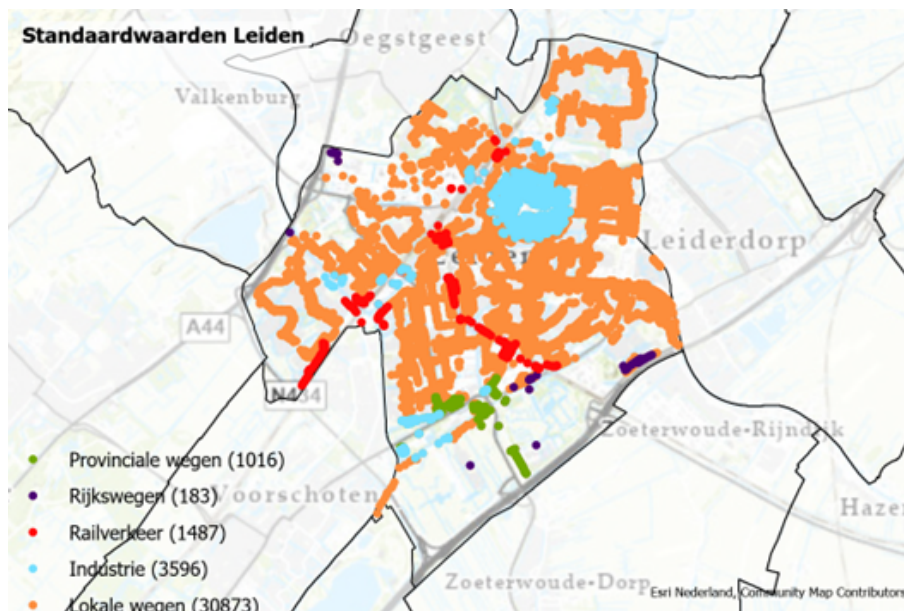 Standaardwaarden Leiden
Oegstgeest
Valkenburg
Leiderdorp
A44
N434
Zoeterwoude-Rijndijk
Provinciale wegen (1016)
Rijkswegen (183)
Voorschoten
Hazer
Railverkeer (1487)
Industrie (3596)
Zoeterwoude-Dorp
Esri Nederland, Community Map Contributors
Lokale wegen (30873)